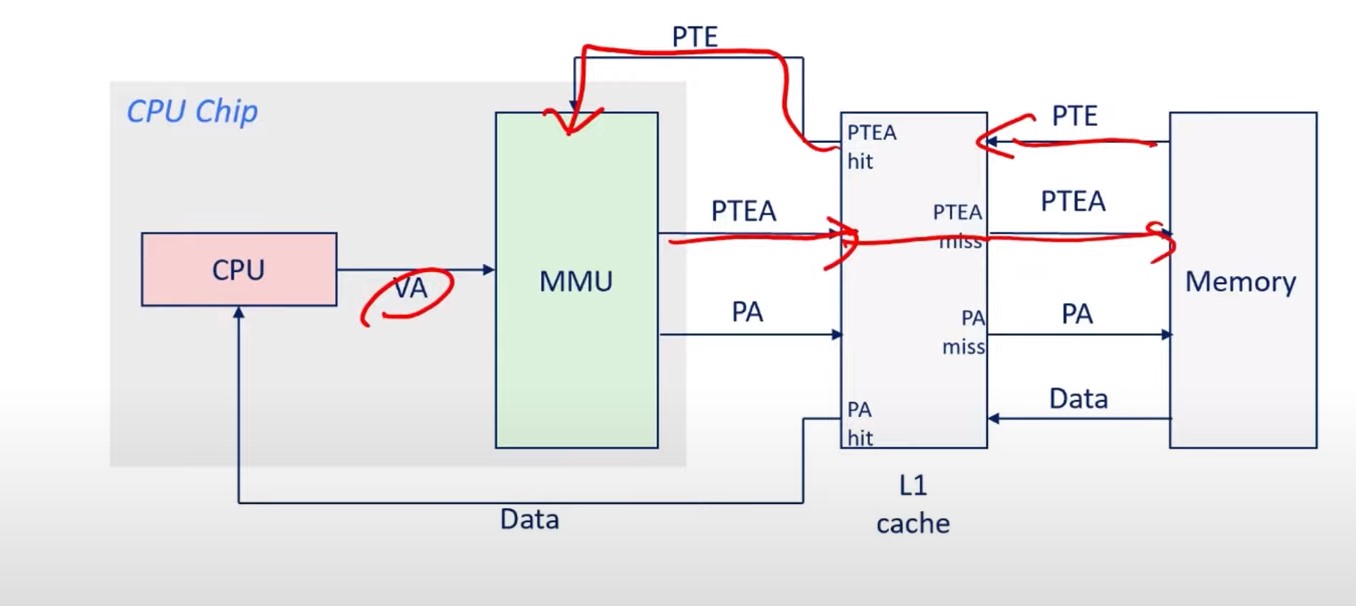 PTE
CPU Chip
PTEA
hit
PTE
PTEA
PTEA
miss
PTEA
CPU
VA
MMU
Memory
PA
PA
miss
PA
PA
hit
Data
L1
cache
Data